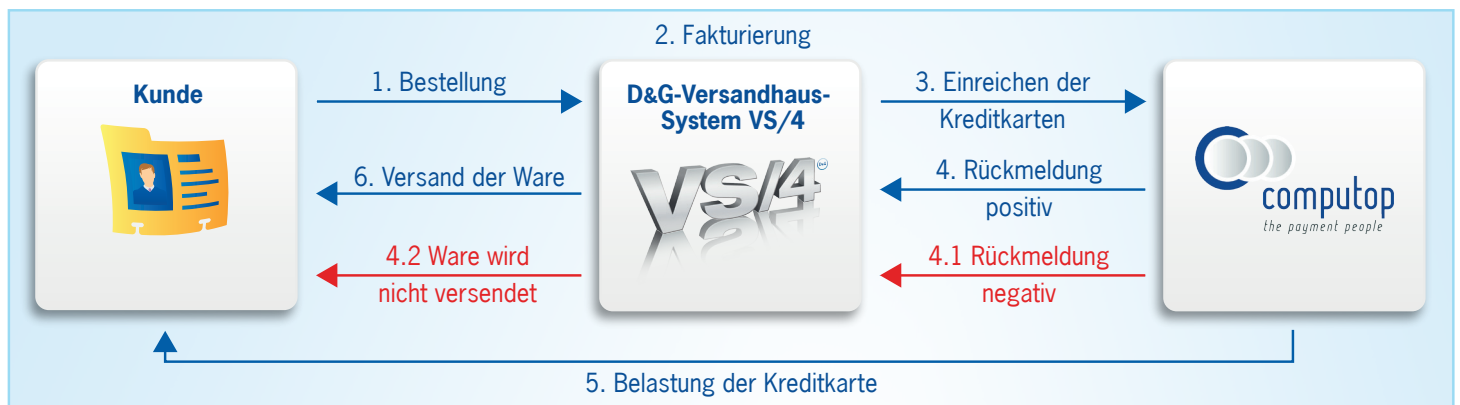 2. Fakturierung
Kunde
1. Bestellung
D&G-Versandhaus-
System VS/4
3. Einreichen der
Kreditkarten
VS/4
D&G
6. Versand der Ware
4. Rückmeldung
positiv
computop
the payment people
4.2 Ware wird
nicht versendet
4.1 Rückmeldung
negativ
5. Belastung der Kreditkarte